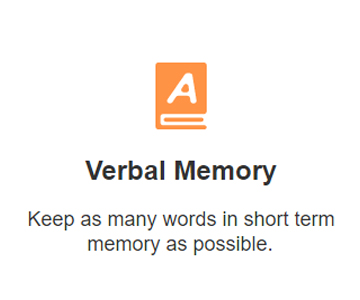 A
Verbal Memory
Keep as many words in short term
memory as possible.